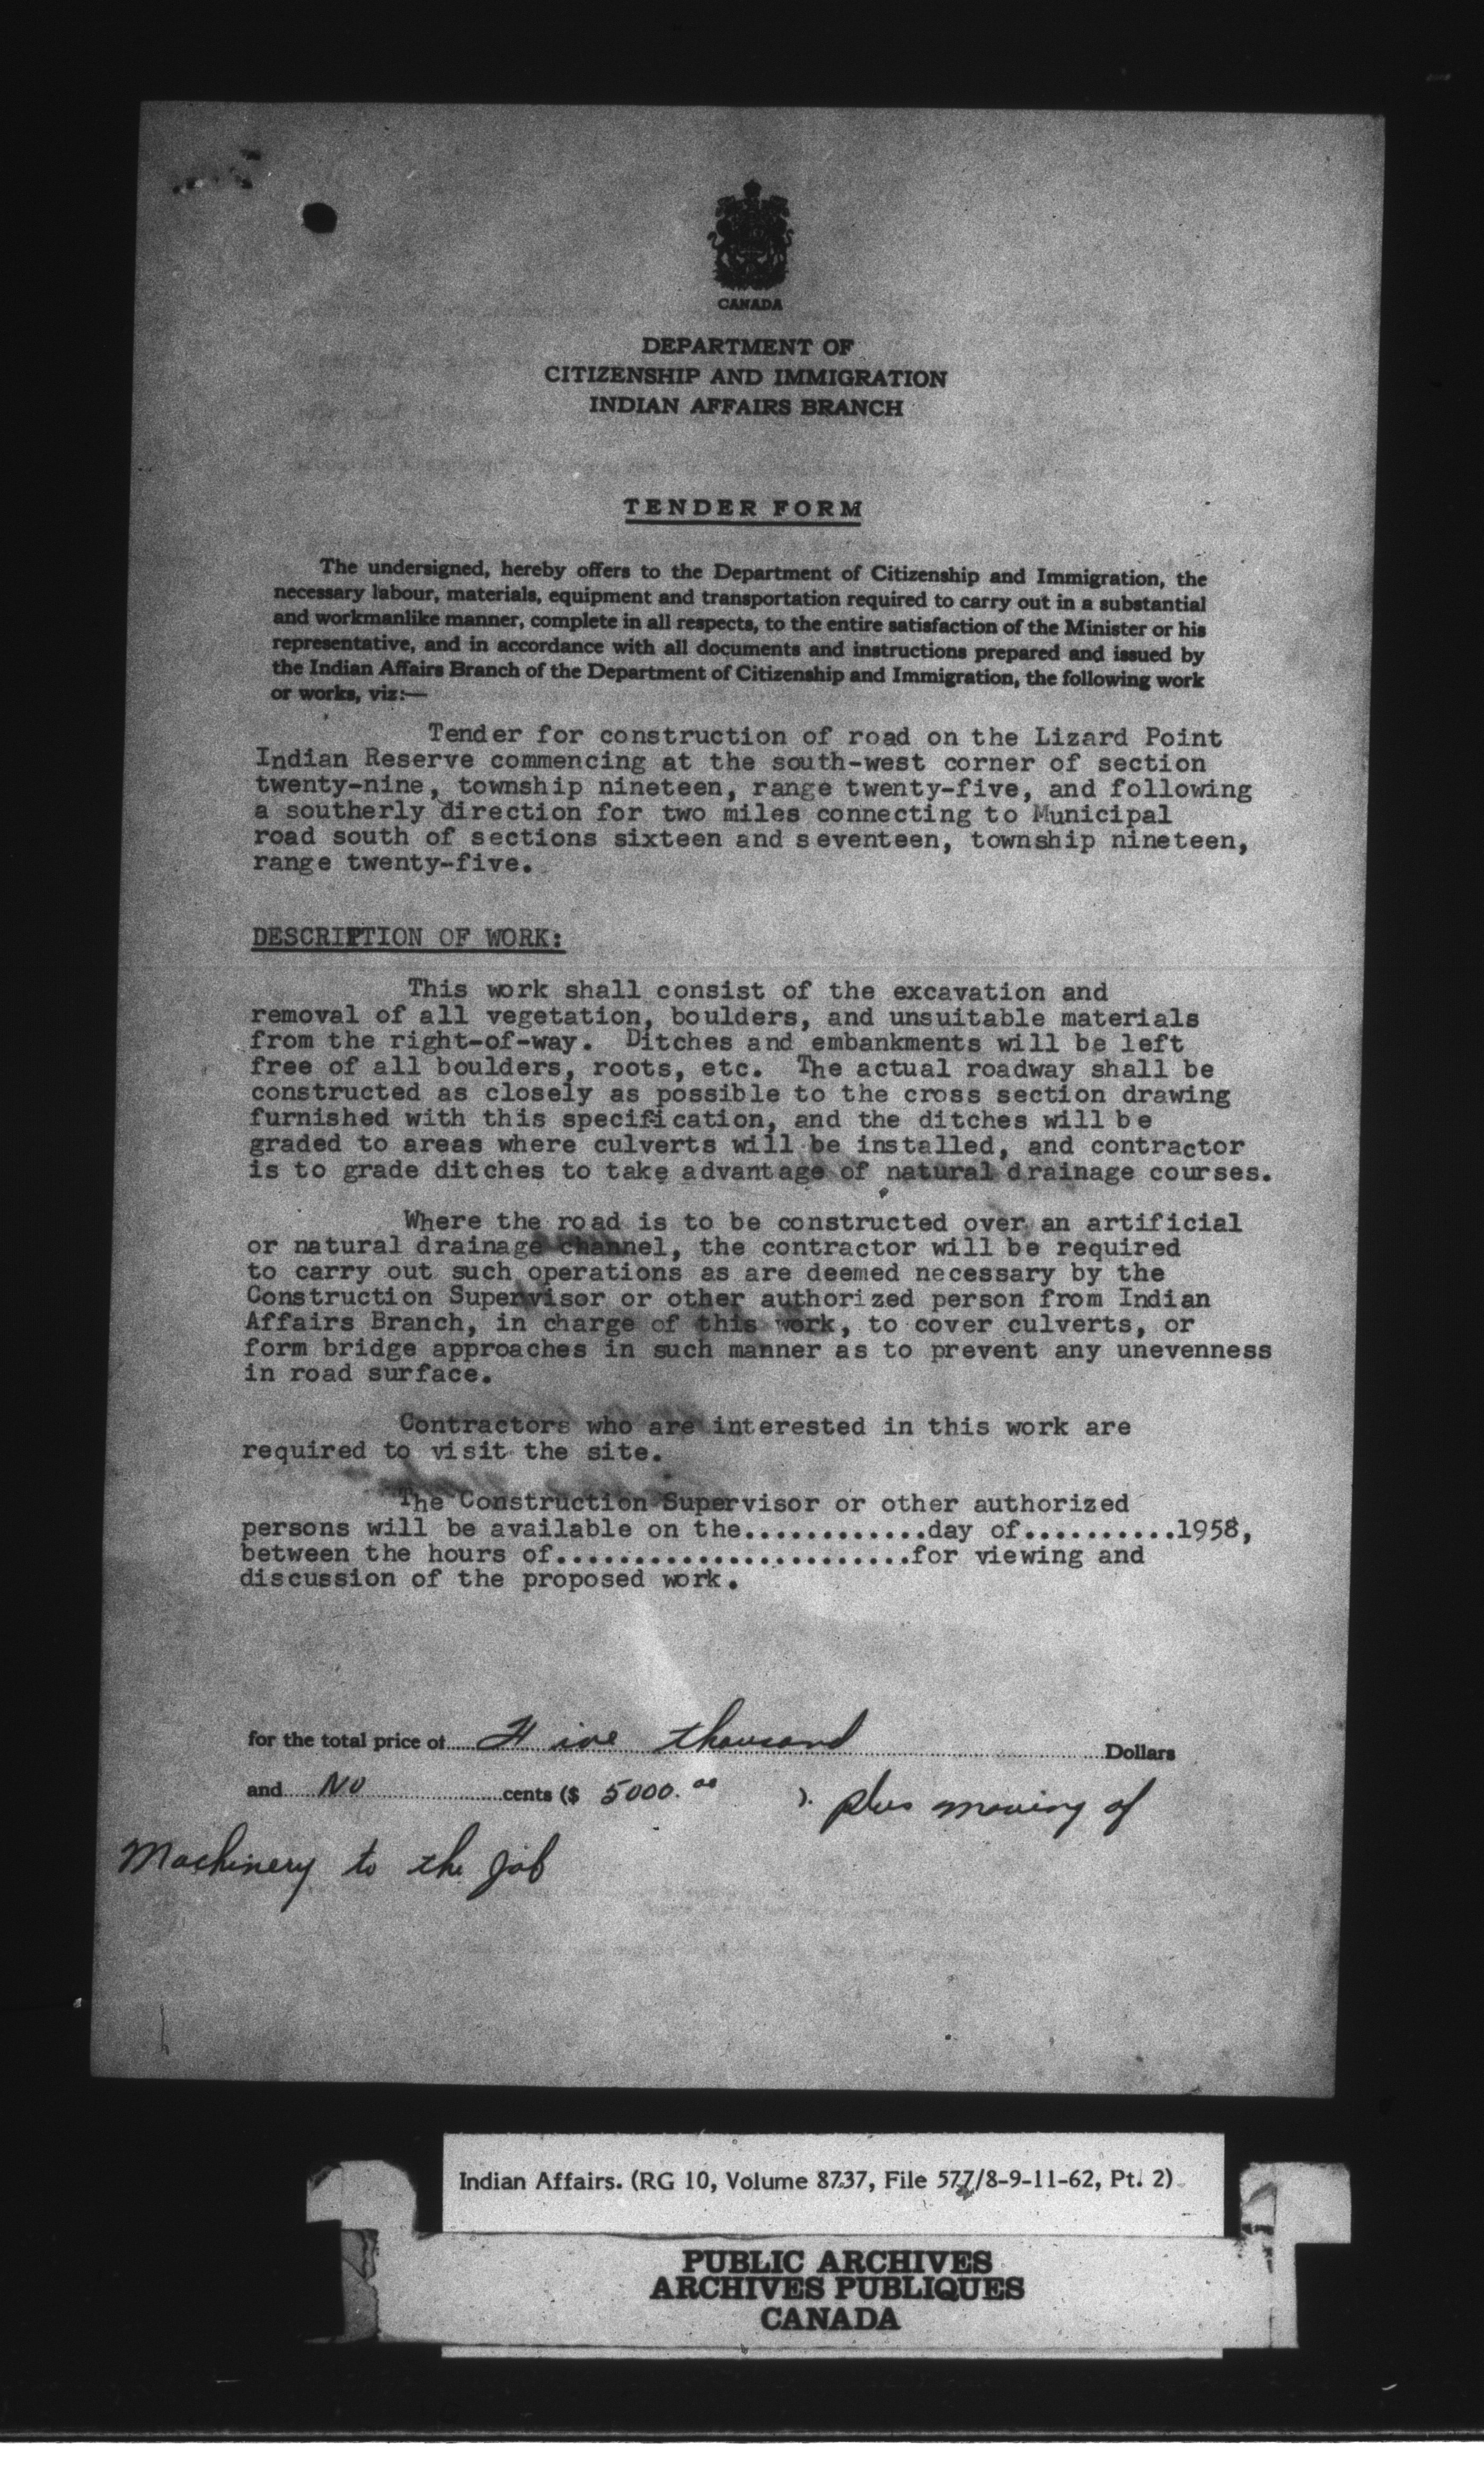 CANADA
DEPARTMENT OF
CITIZENSHIP AND IMMIGRATION
INDIAN AFFAIRS BRANCH
TENDER FORM
The undersigned, hereby offers to the Department of Citizenship and Immigration, the
necessary labour, materials, equipment and transportation required to carry out in a substantial
and workmanlike manner, complete in all respects, to the entire satisfaction of the Minister or his
representative, and in accordance with all documents and instructions prepared and issued by
the Indian Affairs Branch of the Department of Citizenship and Immigration, the following work
or works, viz:—
Tender for construction of road on the Lizard Point
Indian Reserve commencing at the south-west corner of section
twenty-nine, township nineteen, range twenty-five, and following
a southerly direction for two miles connecting to Municipal
road south of sections sixteen and seventeen, township nineteen,
range twenty-five.
DESCRIPTION OF WORK:
This work shall consist of the excavation and
removal of all vegetation, boulders, and unsuitable materials
from the right-of-way. Ditches and embankments will be left
free of all boulders, roots, etc. The actual roadway shall be
constructed as closely as possible to the cross section drawing
furnished with this specification, and the ditches will be
graded to areas where culverts will be installed, and contractor
is to grade ditches to take advantage of natural drainage courses.
Where the road is to be constructed over an artificial
or natural drainage channel, the contractor will be required
to carry out such operations as are deemed necessary by the
Construction Supervisor or other authorized person from Indian
Affairs Branch, in charge of this work, to cover culverts, or
form bridge approaches in such manner as to prevent any unevenness
in road surface.
Contractors who are interested in this work are
required to visit the site.
The Construction Supervisor or other authorized
persons will be available on the.............day of..........1958,
between the hours of.......................for viewing and
discussion of the proposed work.
for the total price of Five thousand Dollars
and No cents ($ 5000.00 ). plus moving of
Machinery to the job
Indian Affairs. (RG 10, Volume 8737, File 577/8-9-11-62, Pt. 2)
PUBLIC ARCHIVES
ARCHIVES PUBLIQUES
CANADA